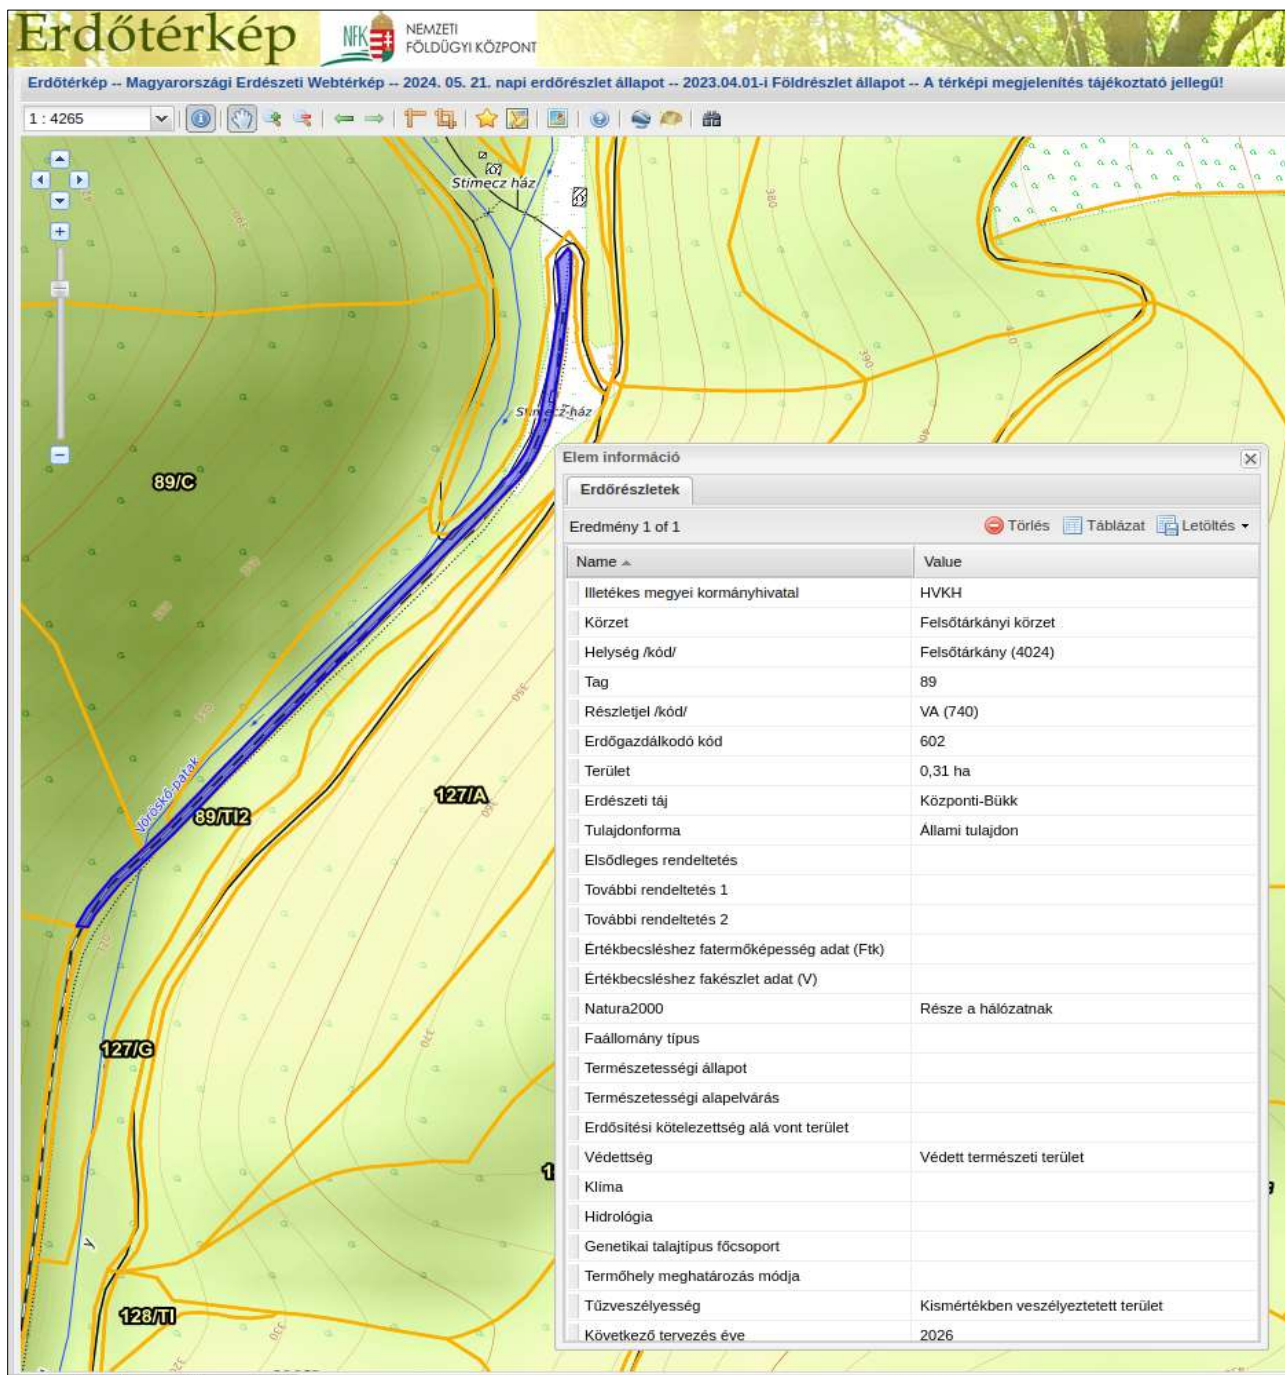 Erdőtérkép
NFK
NEMZETI
FÖLDÜGYI KÖZPONT
Erdőtérkép -- Magyarországi Erdészeti Webtérkép -- 2024. 05. 21. napi erdőrészlet állapot -- 2023.04.01-i Földrészlet állapot -- A térképi megjelenítés tájékoztató jellegű!
1 : 4265
Stimecz ház
380
390
390
410
Stimecz-ház
89/C
350
Vöröskő-patak
89/TI2
127/A
127/G
370
128/TI
330
320
Elem információ
Erdőrészletek
Eredmény 1 of 1
Törlés
Táblázat
Letöltés
Name
Value
Illetékes megyei kormányhivatal HVKH
Körzet Felsőtárkányi körzet
Helység /kód/ Felsőtárkány (4024)
Tag 89
Részletjel /kód/ VA (740)
Erdőgazdálkodó kód 602
Terület 0,31 ha
Erdészeti táj Központi-Bükk
Tulajdonforma Állami tulajdon
Elsődleges rendeltetés
További rendeltetés 1
További rendeltetés 2
Értékbecsléshez fatermőképesség adat (Ftk)
Értékbecsléshez fakészlet adat (V)
Natura2000 Része a hálózatnak
Faállomány típus
Természetességi állapot
Természetességi alapelvárás
Erdősítési kötelezettség alá vont terület
Védettség Védett természeti terület
Klíma
Hidrológia
Genetikai talajtípus főcsoport
Termőhely meghatározás módja
Tűzveszélyesség Kismértékben veszélyeztetett terület
Következő tervezés éve 2026